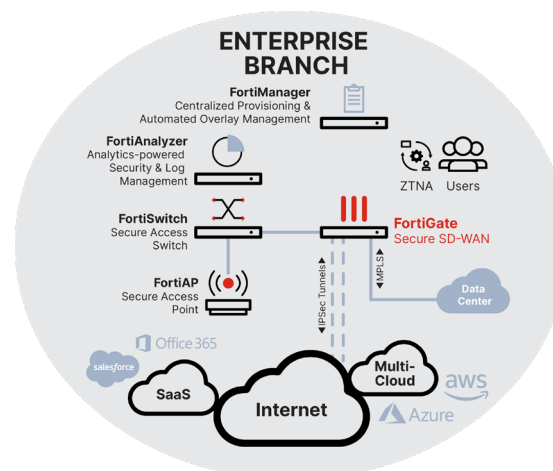 ENTERPRISE
BRANCH
FortiManager
Centralized Provisioning &
Automated Overlay Management
FortiAnalyzer
Analytics-powered
Security & Log
Management
ZTNA
Users
FortiSwitch
Secure Access
Switch
FortiGate
Secure SD-WAN
FortiAP
Secure Access
Point
IPSec Tunnels
MPLS
Data
Center
Office 365
salesforce
SaaS
Internet
Multi-
Cloud
aws
Azure